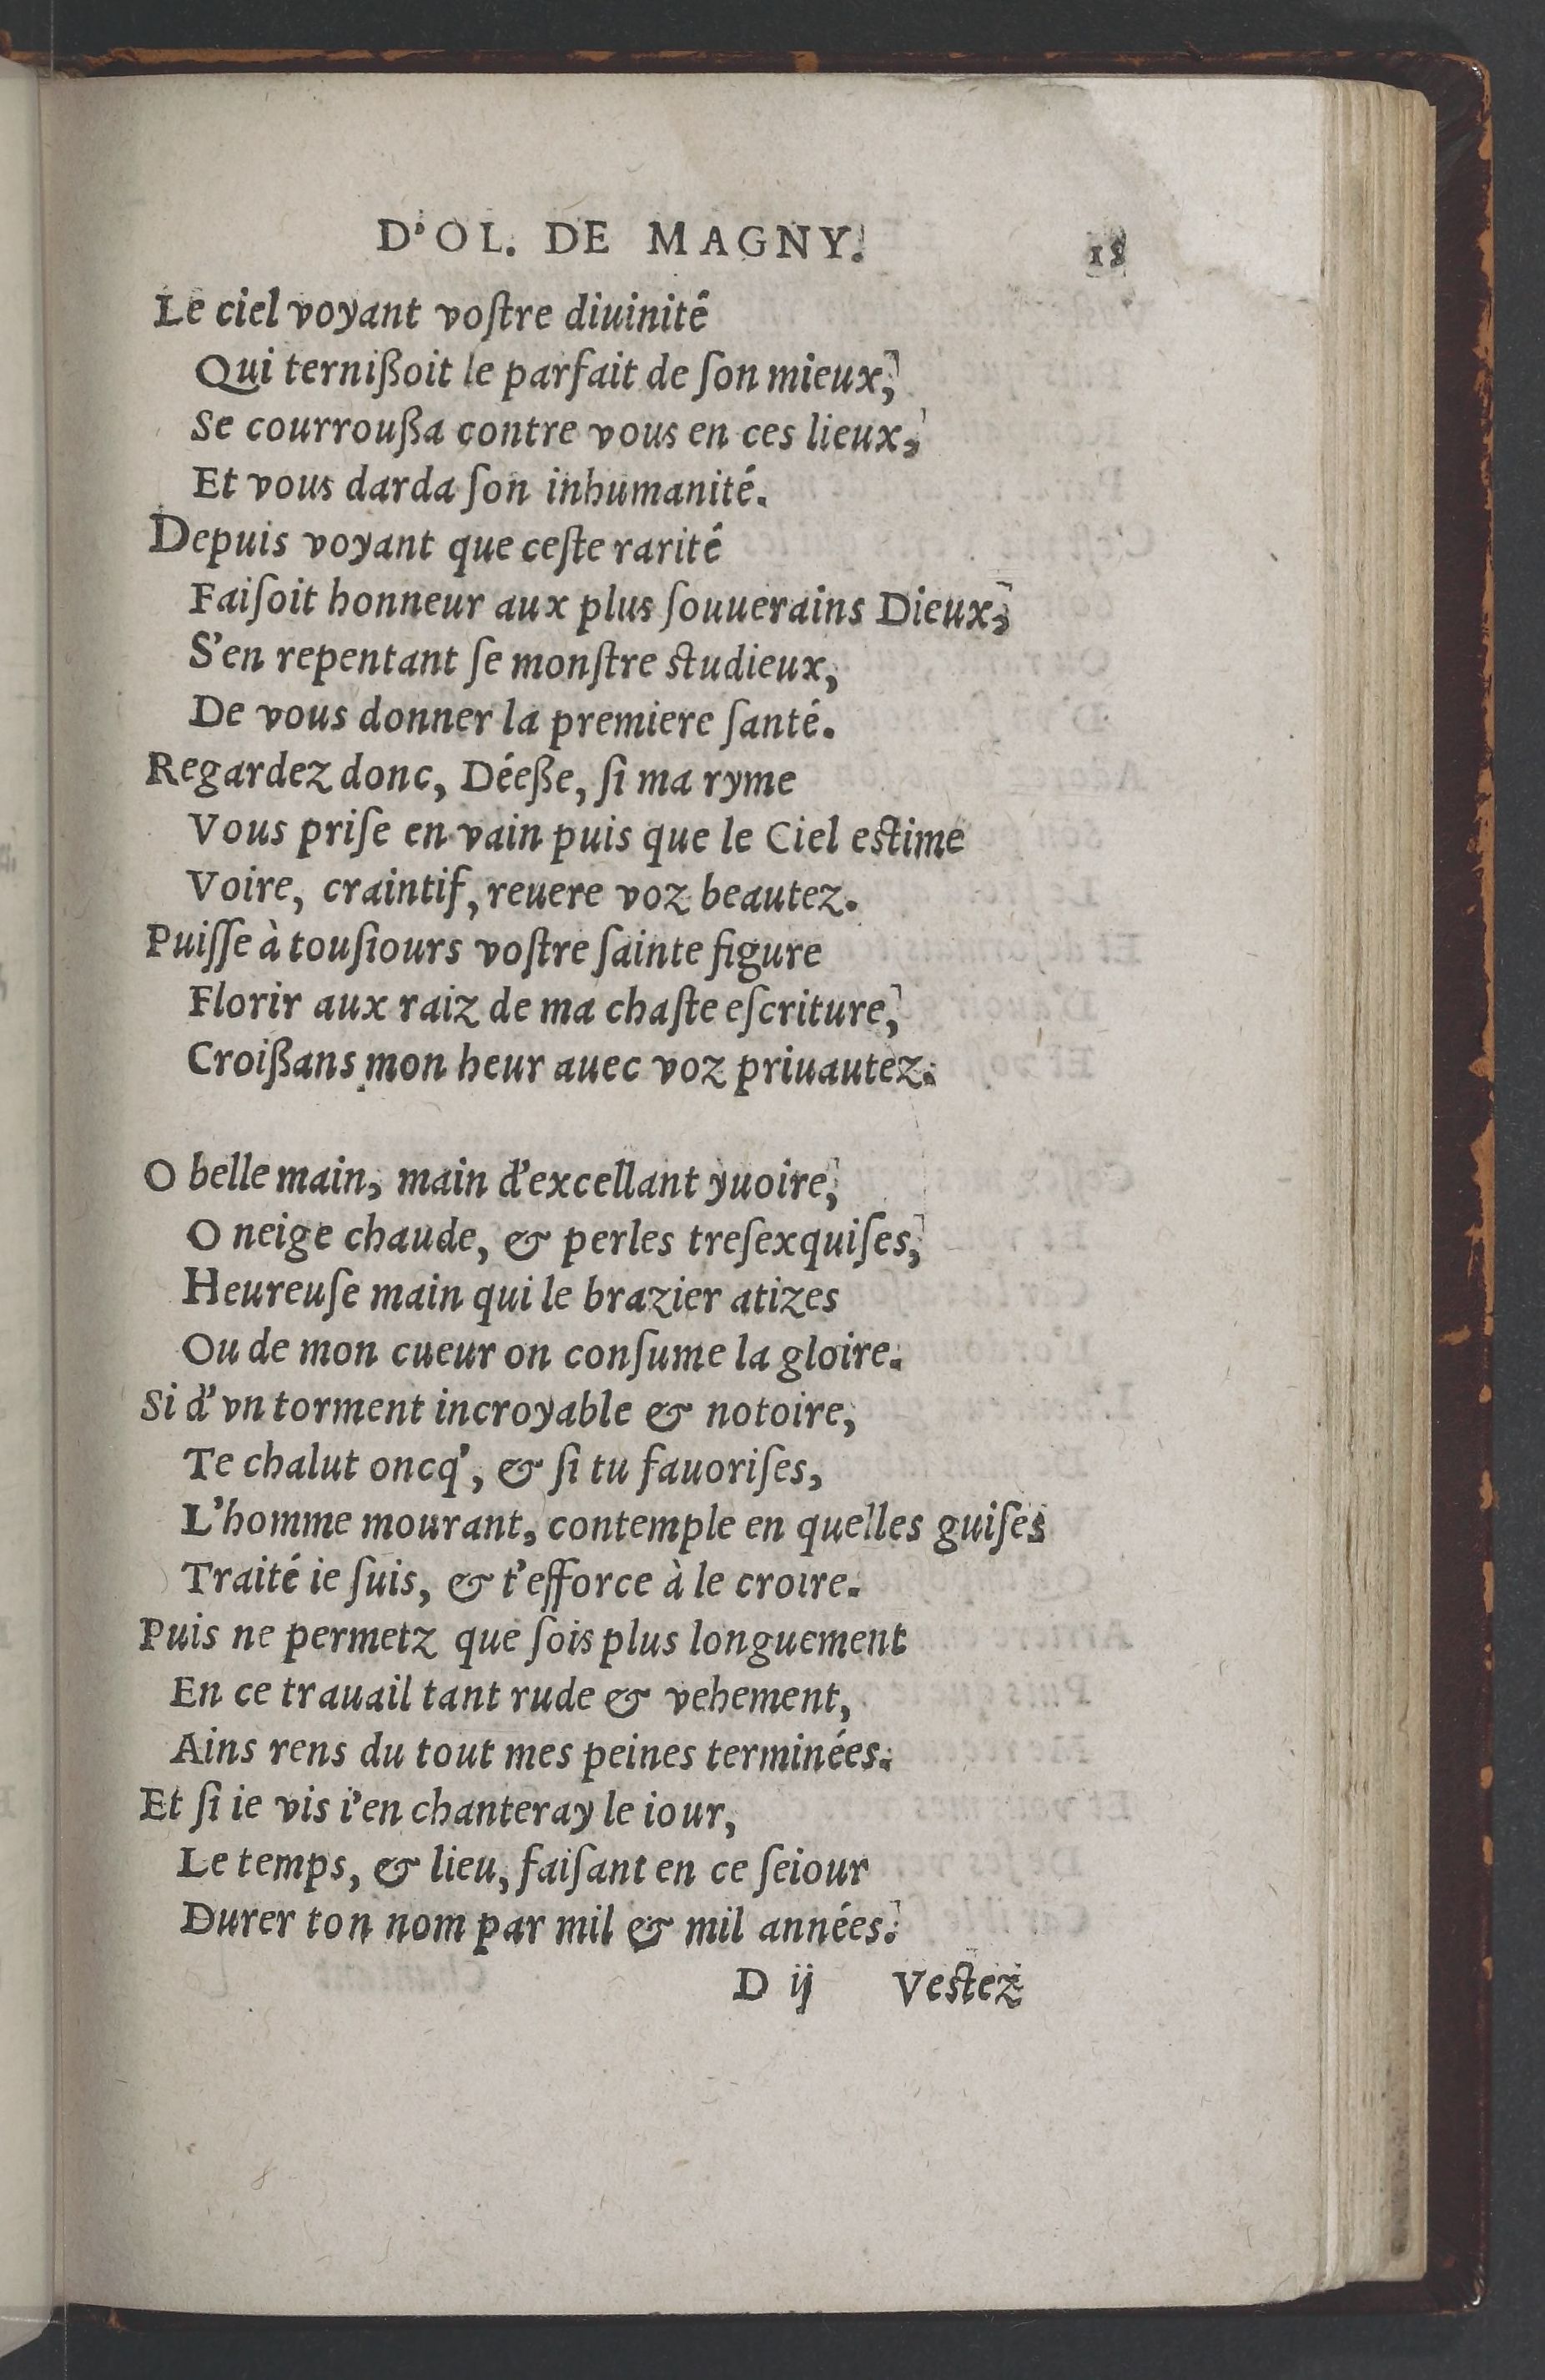 D'OL. DE MAGNY.
Le ciel voyant voſtre diuinité
Qui ternißoit le parfait de ſon mieux,
Se courroußa contre vous en ces lieux,
Et vous darda ſon inhumanité.
Depuis voyant que ceſte rarité
Faiſoit honneur aux plus ſouuerains Dieux,
S'en repentant ſe monſtre studieux,
De vous donner la premiere ſanté.
Regardez donc, Déeße, ſi ma ryme
Vous priſe en vain puis que le Ciel estime
Voire, craintif, reuere voz beautez.
Puiſſe à touſiours voſtre ſainte figure
Florir aux raiz de ma chaſte eſcriture,
Croißans mon heur auec voz priuautez.
O belle main, main d'excellant yuoire,
O neige chaude, & perles treſexquiſes,
Heureuſe main qui le brazier atizes
Ou de mon cueur on conſume la gloire.
Si d'vn torment incroyable & notoire,
Te chalut oncq', & ſi tu fauoriſes,
L'homme mourant, contemple en quelles guiſes
Traité ie ſuis, & t'efforce à le croire.
Puis ne permetz que ſois plus longuement
En ce trauail tant rude & vehement,
Ains rens du tout mes peines terminées.
Et ſi ie vis i'en chanteray le iour,
Le temps, & lieu, faiſant en ce ſeiour
Durer ton nom par mil & mil années.
D ij Vestez